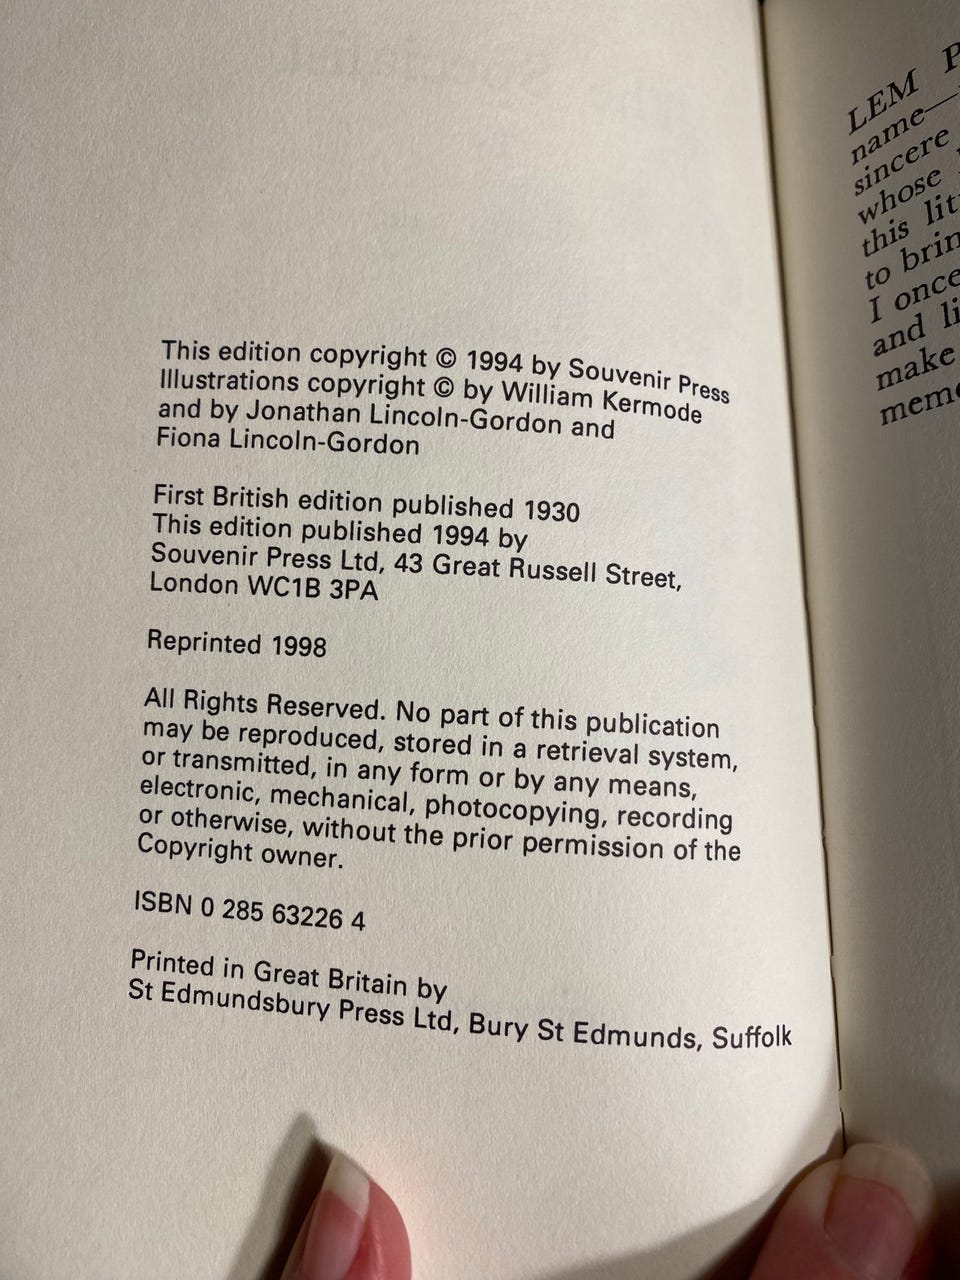 This edition copyright © 1994 by Souvenir Press
Illustrations copyright © by William Kermode
and by Jonathan Lincoln-Gordon and
Fiona Lincoln-Gordon
First British edition published 1930
This edition published 1994 by
Souvenir Press Ltd, 43 Great Russell Street,
London WC1B 3PA
Reprinted 1998
All Rights Reserved. No part of this publication
may be reproduced, stored in a retrieval system,
or transmitted, in any form or by any means,
electronic, mechanical, photocopying, recording
or otherwise, without the prior permission of the
Copyright owner.
ISBN 0 285 63226 4
Printed in Great Britain by
St Edmundsbury Press Ltd, Bury St Edmunds, Suffolk
LEM P
name—
sincere
whose
this lit
to brin
I once
and li
make
mem